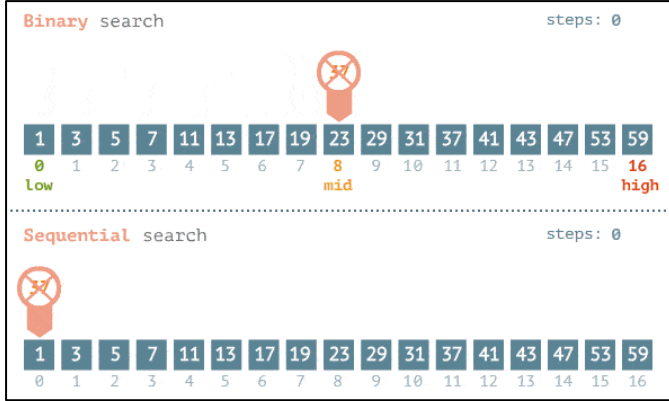 Binary search steps: 0
37
1 3 5 7 11 13 17 19 23 29 31 37 41 43 47 53 59
0 1 2 3 4 5 6 7 8 9 10 11 12 13 14 15 16
low mid high
Sequential search steps: 0
37
1 3 5 7 11 13 17 19 23 29 31 37 41 43 47 53 59
0 1 2 3 4 5 6 7 8 9 10 11 12 13 14 15 16